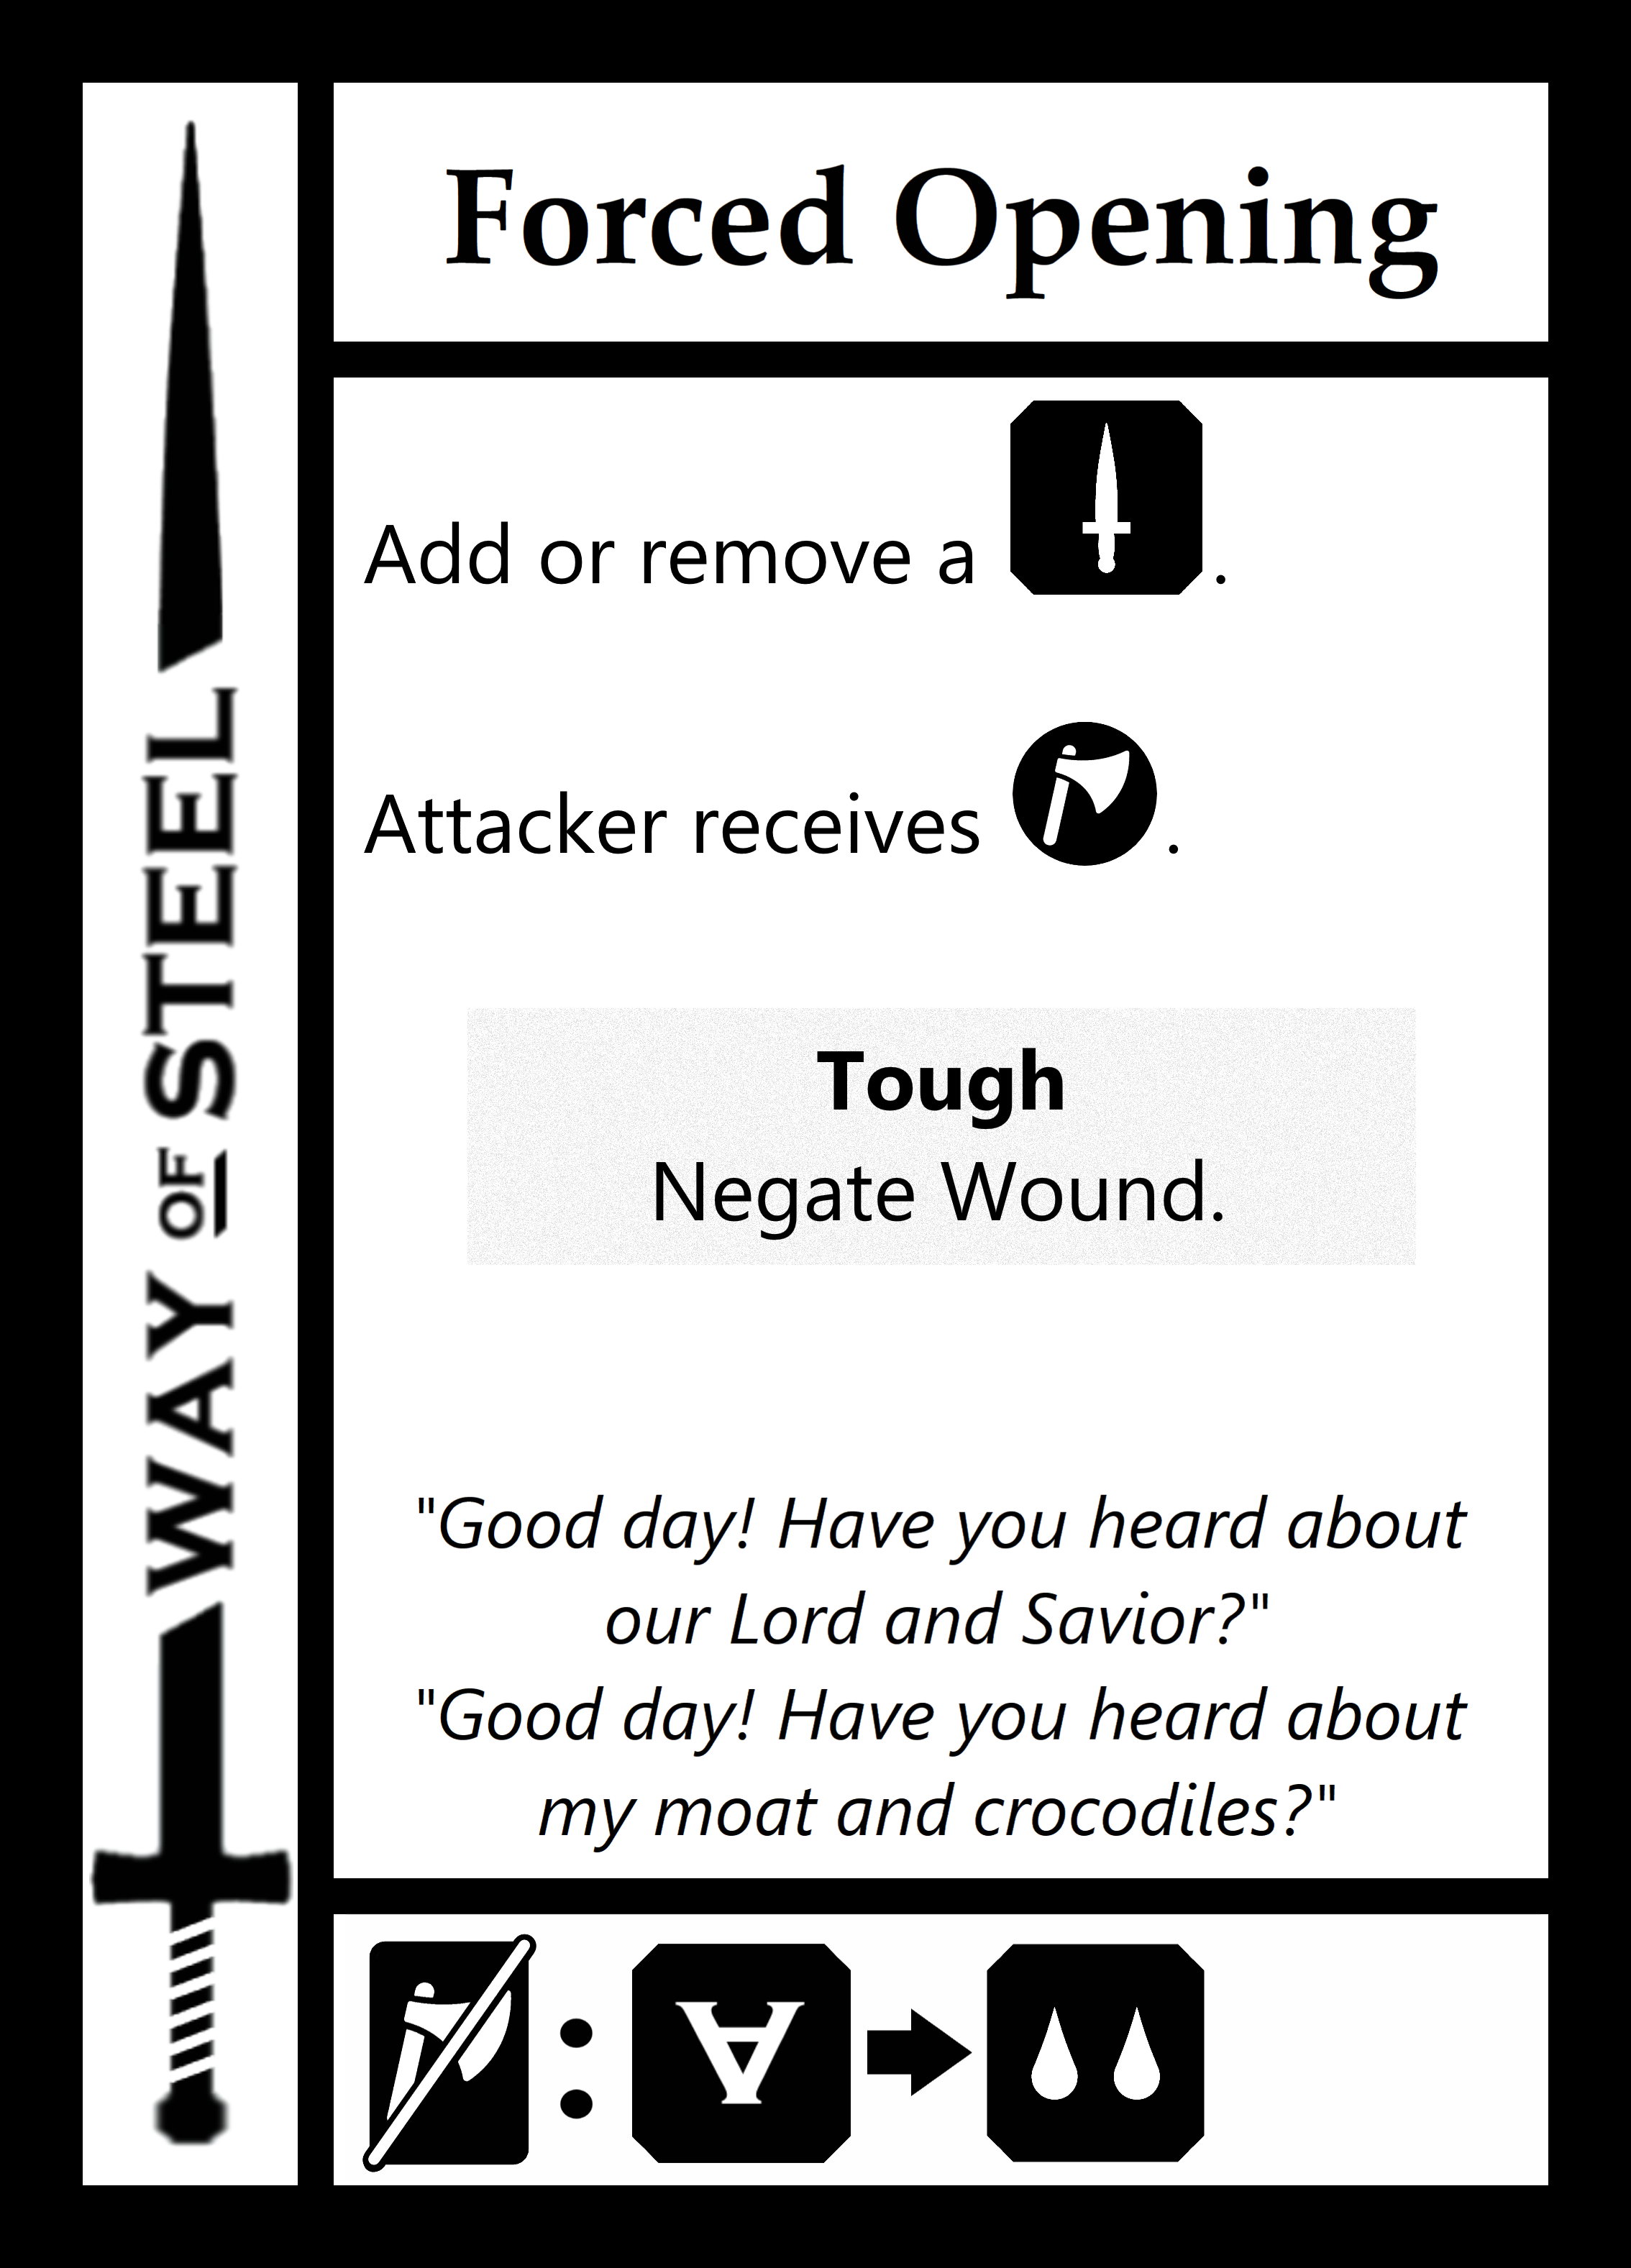 WAY OF STEEL
Forced Opening
Add or remove a .
Attacker receives .
Tough
Negate Wound.
"Good day! Have you heard about
our Lord and Savior?"
"Good day! Have you heard about
my moat and crocodiles?"
: ∀